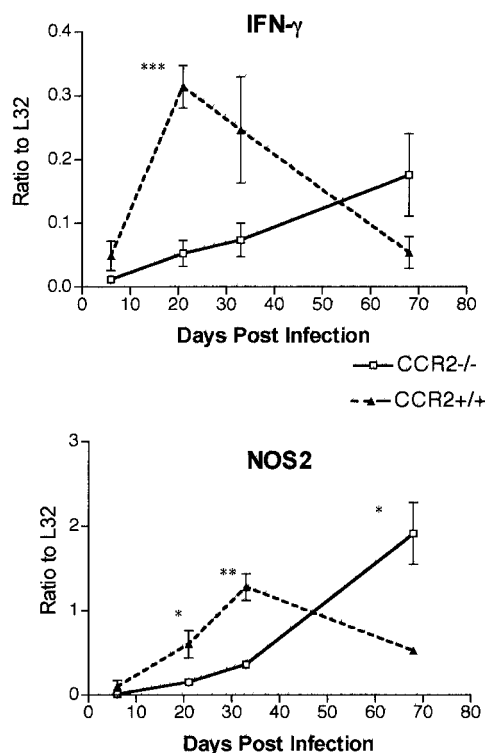 IFN-γ
0.4
***
0.3
0.2
0.1
0.0
Ratio to L32
0 10 20 30 40 50 60 70 80
Days Post Infection
CCR2-/-
CCR2+/+
NOS2
3
*
2
**
*
1
0
Ratio to L32
0 10 20 30 40 50 60 70 80
Days Post Infection